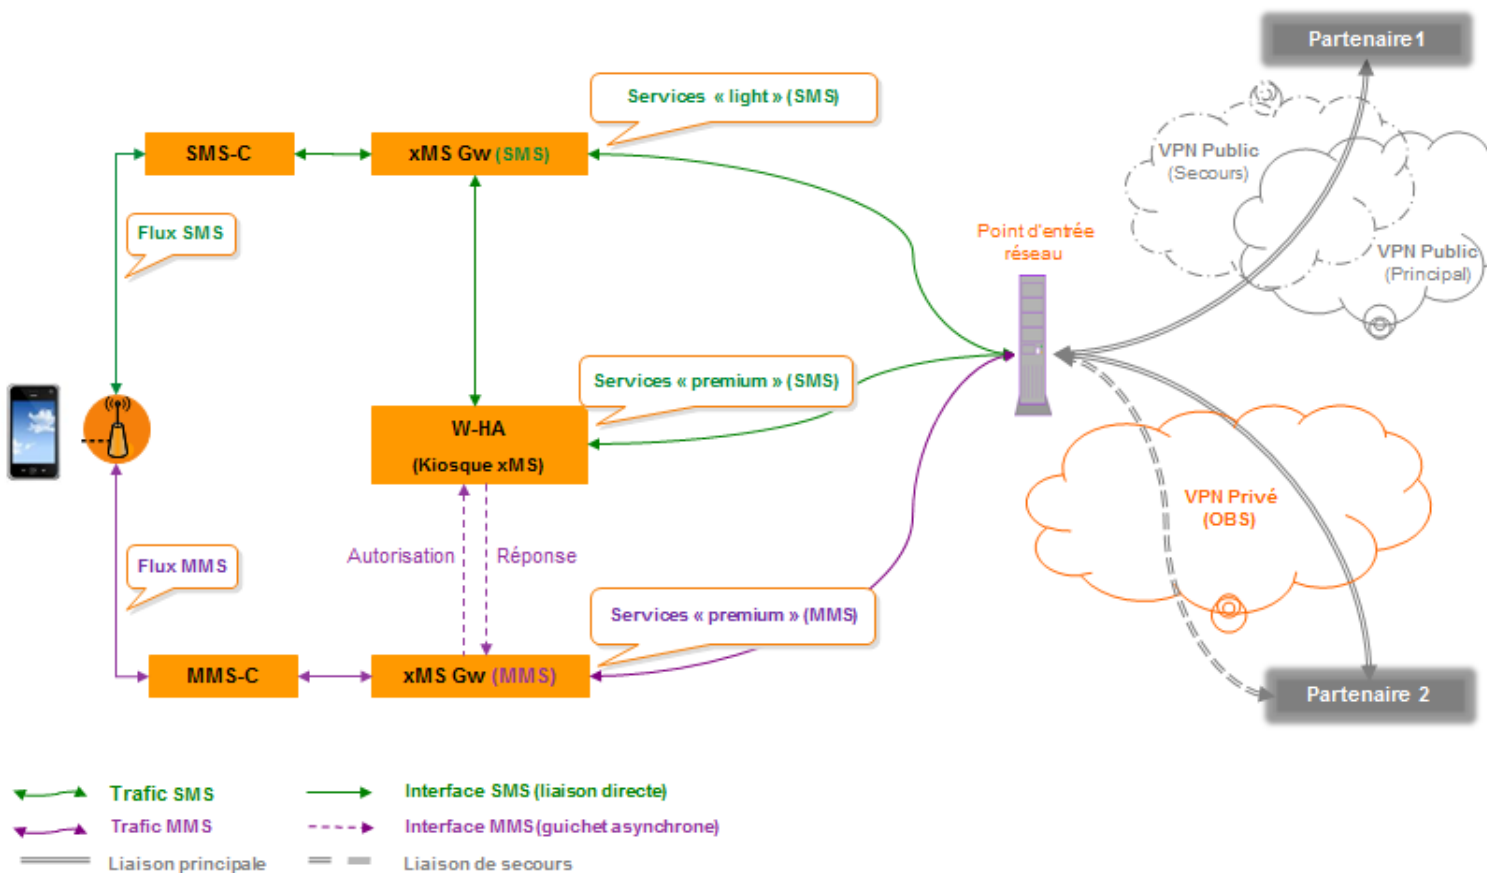 Partenaire 1
Services « light » (SMS)
SMS-C
xMS Gw (SMS)
VPN Public
(Secours)
Flux SMS
Point d'entrée
réseau
VPN Public
(Principal)
Services « premium » (SMS)
W-HA
(Kiosque xMS)
VPN Privé
(OBS)
Autorisation
Réponse
Flux MMS
Services « premium » (MMS)
MMS-C
xMS Gw (MMS)
Partenaire 2
Trafic SMS
Interface SMS (liaison directe)
Trafic MMS
Interface MMS (guichet asynchrone)
Liaison principale
Liaison de secours